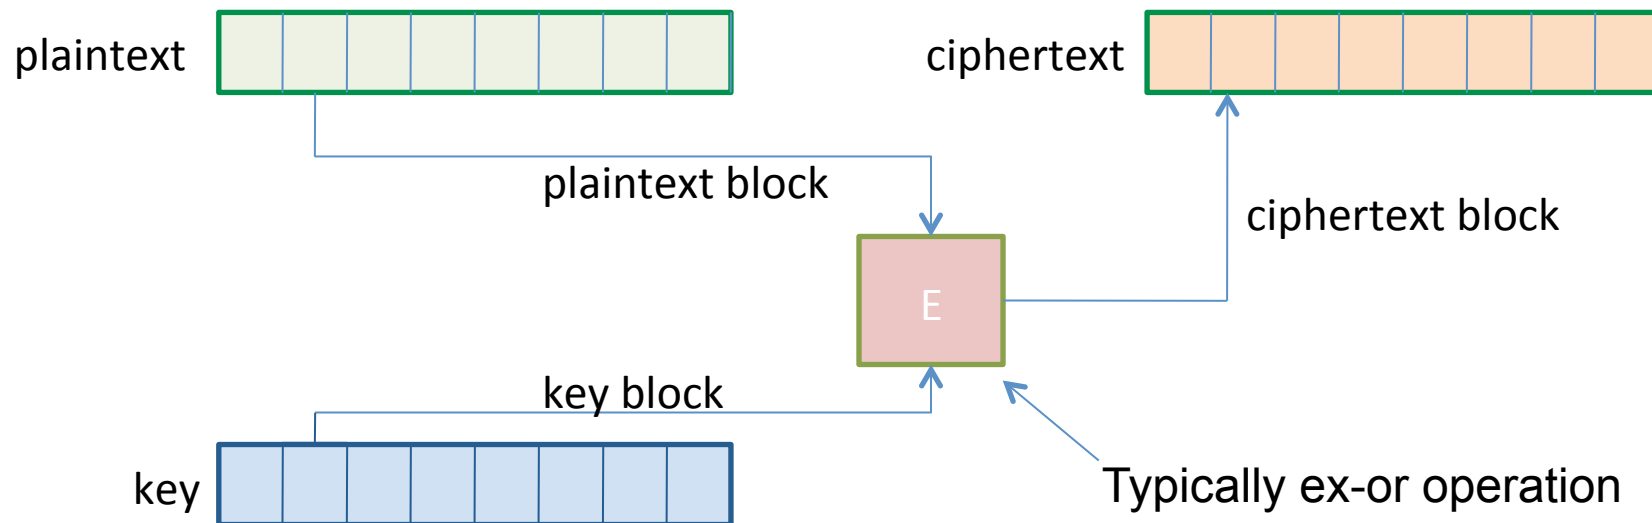 plaintext
ciphertext
plaintext block
ciphertext block
E
key block
key
Typically ex-or operation